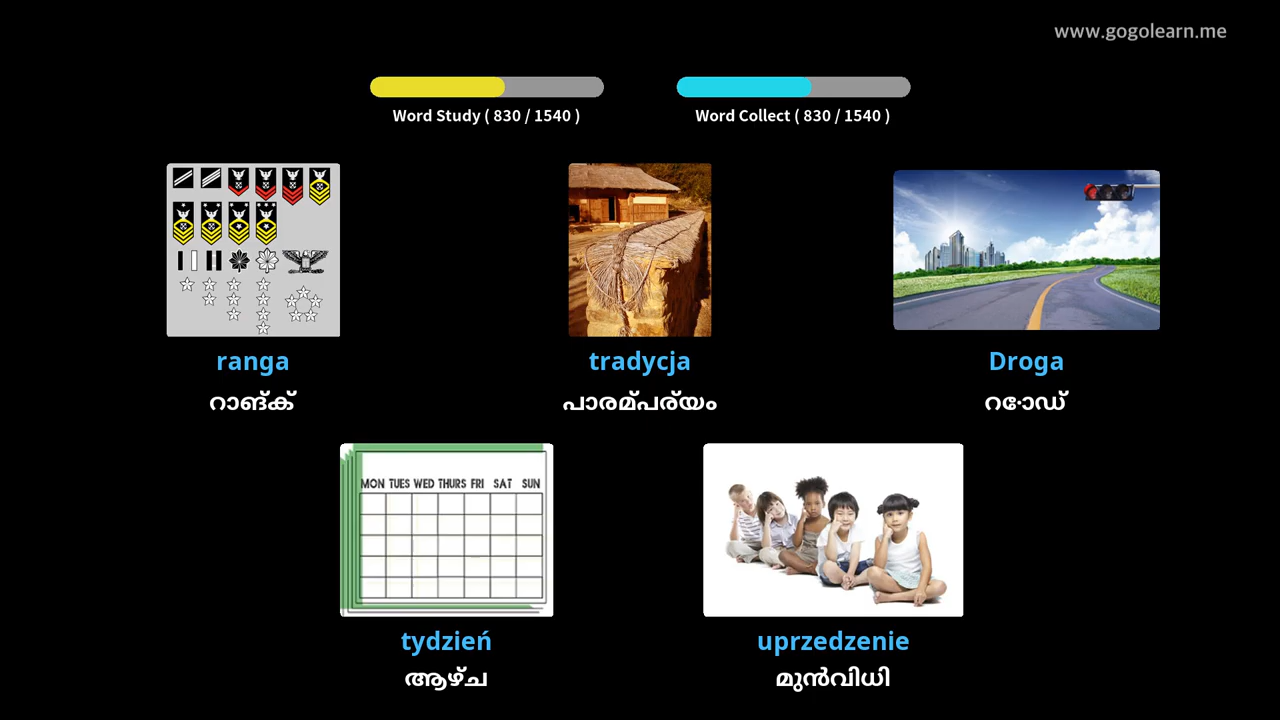 www.gogolearn.me
Word Study ( 830 / 1540 )
Word Collect ( 830 / 1540 )
ranga
tradycja
Droga
റാങ്ക്
പാരമ്പര്യം
റോഡ്
MON TUES WED THURS FRI SAT SUN
tydzień
uprzedzenie
ആഴ്ച
മുൻവിധി